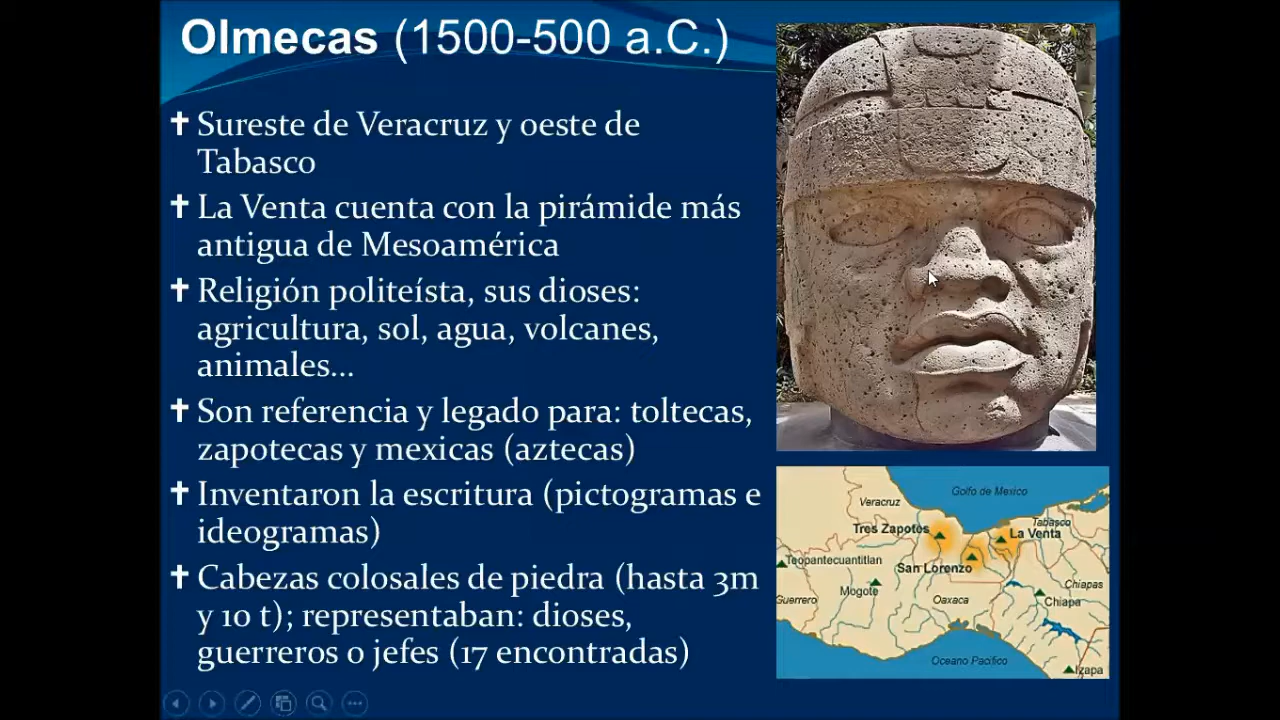 Olmecas (1500-500 a.C.)
Sureste de Veracruz y oeste de
Tabasco
La Venta cuenta con la pirámide más
antigua de Mesoamérica
Religión politeísta, sus dioses:
agricultura, sol, agua, volcanes,
animales...
Son referencia y legado para: toltecas,
zapotecas y mexicas (aztecas)
Inventaron la escritura (pictogramas e
ideogramas)
Cabezas colosales de piedra (hasta 3m
y 10 t); representaban: dioses,
guerreros o jefes (17 encontradas)
Golfo de Mexico
Veracruz
Tabasco
Tres Zapotes
La Venta
Teopantecuantitlan
San Lorenzo
Chiapas
Mogote
Guerrero
Oaxaca
Chiapa
Oceano Pacífico
Izapa